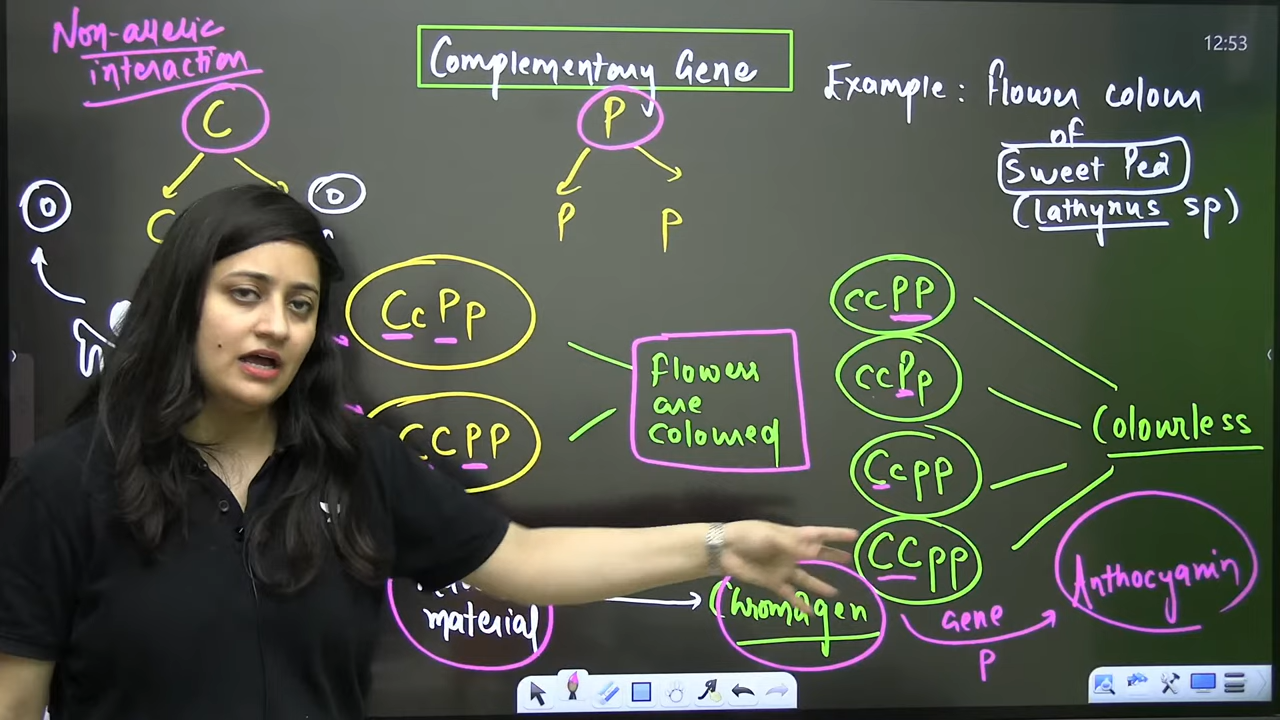 Non-allelic
interaction
Complementary Gene
12:53
Example: flower colour
of
Sweet Pea
(lathyrus sp)
C
P
D
D
C
P
p
CcPp
CCPP
flowers
are
coloured
ccPP
ccPp
Ccpp
CCpp
Colourless
material
Chromagen
gene
P
Anthocyanin